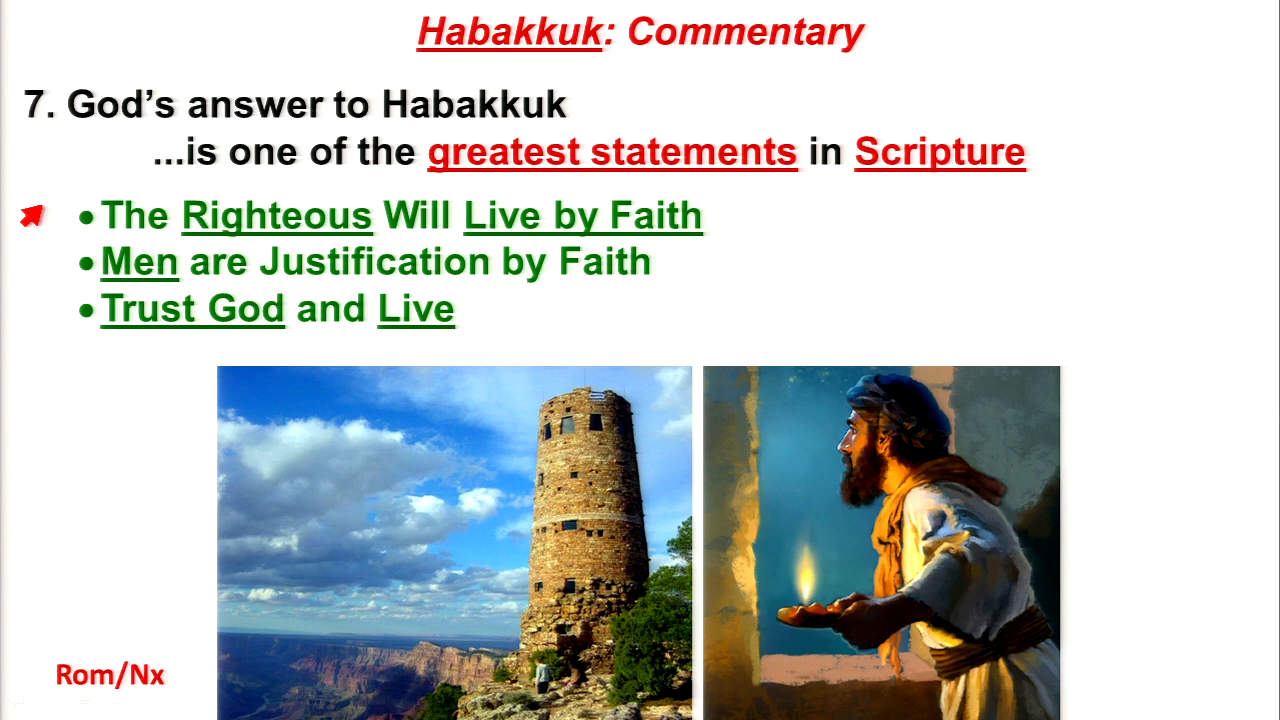 Habakkuk: Commentary
7. God’s answer to Habakkuk
...is one of the greatest statements in Scripture
• The Righteous Will Live by Faith
• Men are Justification by Faith
• Trust God and Live
Rom/Nx